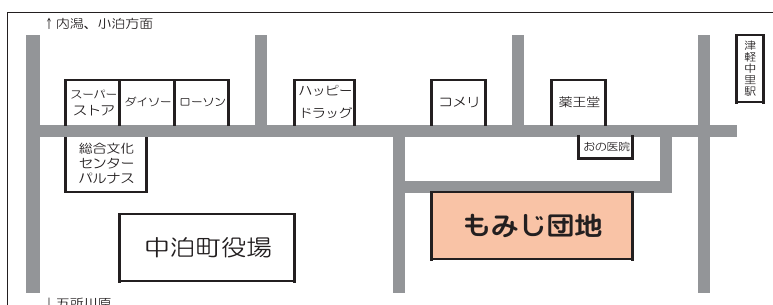 ↑内潟、小泊方面
津軽中里駅
スーパー
ストア
ダイソー
ローソン
ハッピー
ドラッグ
コメリ
薬王堂
総合文化
センター
パルナス
おの医院
もみじ団地
中泊町役場
↓五所川原